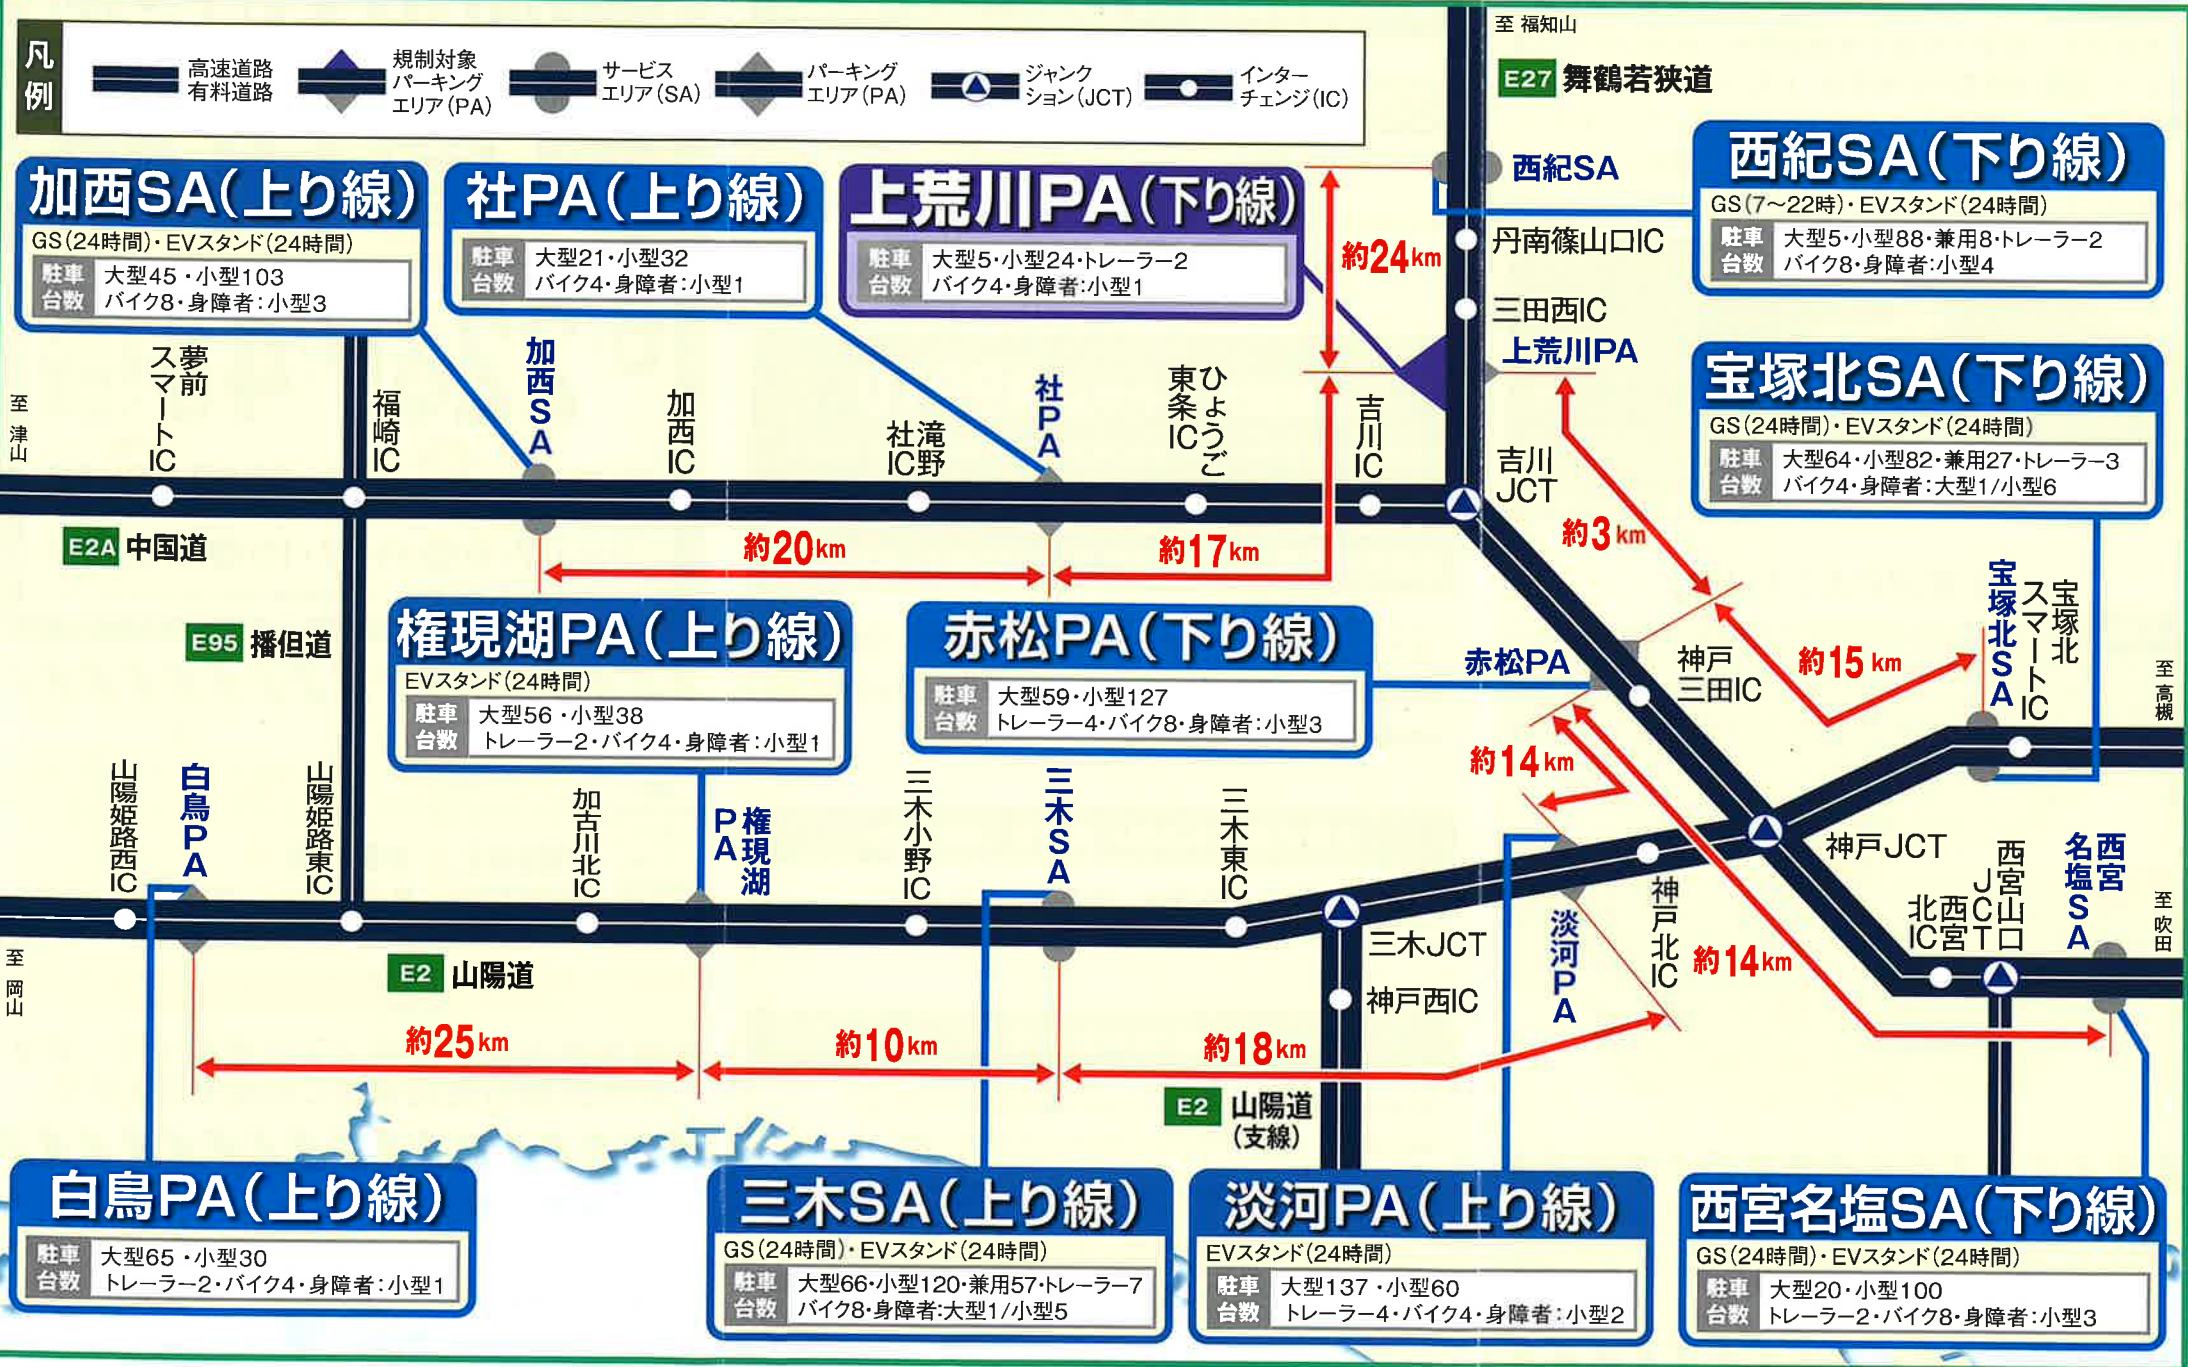 凡例
高速道路
有料道路
規制対象
パーキング
エリア(PA)
サービス
エリア(SA)
パーキング
エリア(PA)
ジャンク
ション(JCT)
インター
チェンジ(IC)
至 福知山
E27 舞鶴若狭道
加西SA(上り線)
GS(24時間)・EVスタンド(24時間)
駐車台数
大型45・小型103
バイク8・身障者:小型3
社PA(上り線)
駐車台数
大型21・小型32
バイク4・身障者:小型1
上荒川PA(下り線)
駐車台数
大型5・小型24・トレーラー2
バイク4・身障者:小型1
西紀SA
西紀SA(下り線)
GS(7〜22時)・EVスタンド(24時間)
駐車台数
大型5・小型88・兼用8・トレーラー2
バイク8・身障者:小型4
約24km
丹南篠山口IC
三田西IC
上荒川PA
宝塚北SA(下り線)
GS(24時間)・EVスタンド(24時間)
駐車台数
大型64・小型82・兼用27・トレーラー3
バイク4・身障者:大型1/小型6
至 津山
夢前
スマートIC
福崎IC
加西SA
加西IC
滝野
社IC
社PA
ひょうご
東条IC
吉川IC
吉川
JCT
E2A 中国道
約20km
約17km
約3km
E95 播但道
権現湖PA(上り線)
EVスタンド(24時間)
駐車台数
大型56・小型38
トレーラー2・バイク4・身障者:小型1
赤松PA(下り線)
駐車台数
大型59・小型127
トレーラー4・バイク8・身障者:小型3
赤松PA
神戸
三田IC
約15km
宝塚北SA
宝塚北
スマートIC
至 高槻
約14km
山陽姫路西IC
白鳥PA
山陽姫路東IC
加古川北IC
権現湖
PA
三木小野IC
三木SA
三木東IC
三木JCT
神戸西IC
淡河PA
神戸北IC
神戸JCT
約14km
西宮
北IC
西宮山口
JCT
西宮
名塩SA
至 吹田
至 岡山
E2 山陽道
約25km
約10km
約18km
E2 山陽道
(支線)
白鳥PA(上り線)
駐車台数
大型65・小型30
トレーラー2・バイク4・身障者:小型1
三木SA(上り線)
GS(24時間)・EVスタンド(24時間)
駐車台数
大型66・小型120・兼用57・トレーラー7
バイク8・身障者:大型1/小型5
淡河PA(上り線)
EVスタンド(24時間)
駐車台数
大型137・小型60
トレーラー4・バイク4・身障者:小型2
西宮名塩SA(下り線)
GS(24時間)・EVスタンド(24時間)
駐車台数
大型20・小型100
トレーラー2・バイク8・身障者:小型3